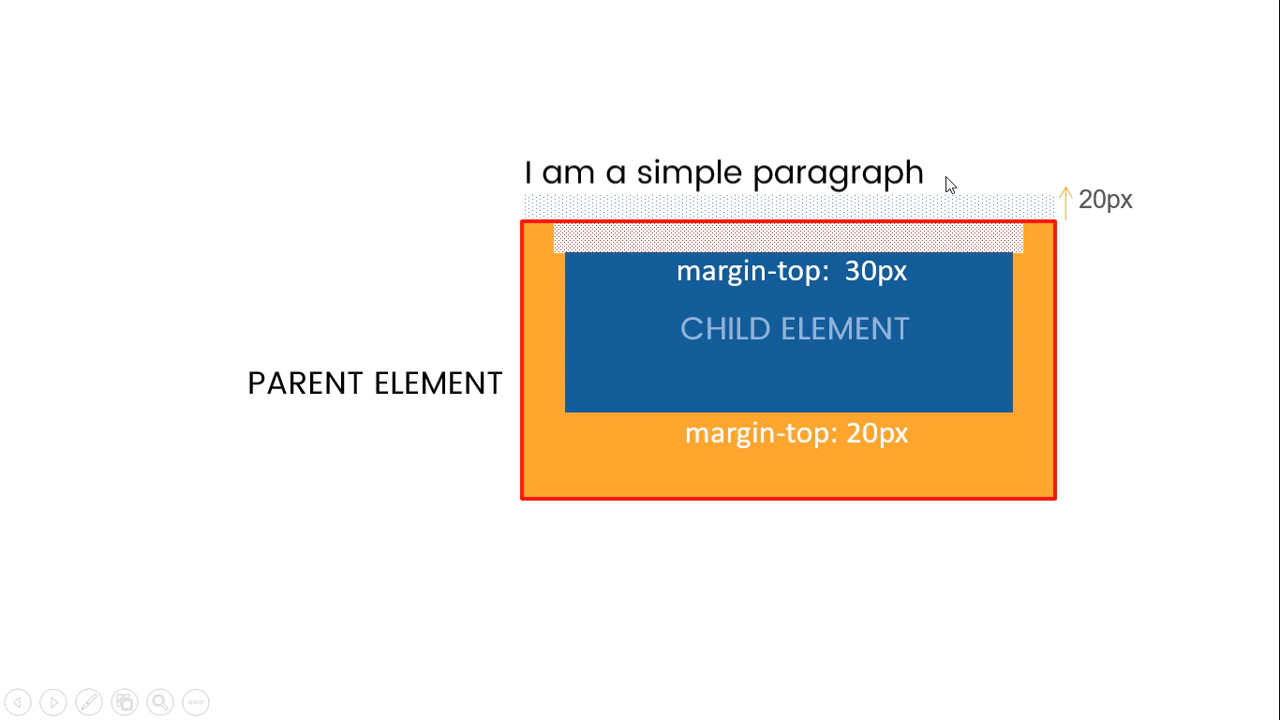 I am a simple paragraph
20px
margin-top: 30px
CHILD ELEMENT
PARENT ELEMENT
margin-top: 20px